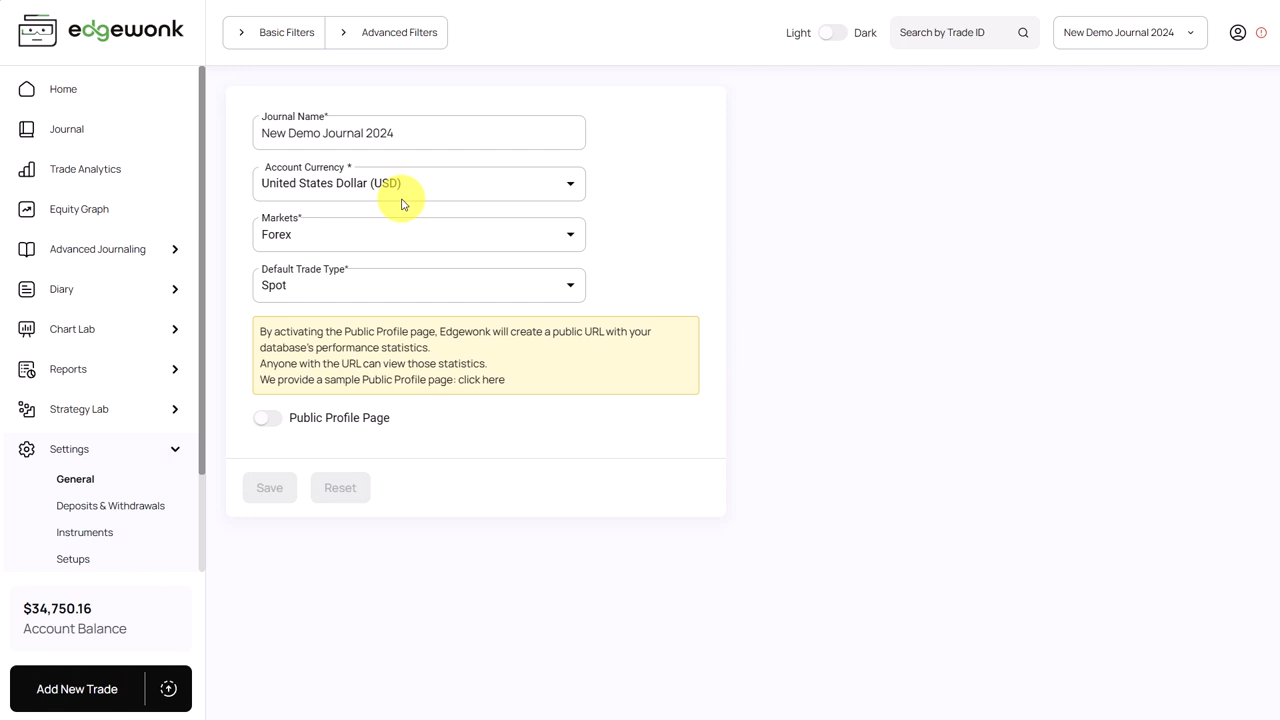 edgewonk
Basic Filters
Advanced Filters
Light
Dark
Search by Trade ID
New Demo Journal 2024
Home
Journal
Trade Analytics
Equity Graph
Advanced Journaling
Diary
Chart Lab
Reports
Strategy Lab
Settings
General
Deposits & Withdrawals
Instruments
Setups
$34,750.16
Account Balance
Add New Trade
Journal Name*
New Demo Journal 2024
Account Currency *
United States Dollar (USD)
Markets*
Forex
Default Trade Type*
Spot
By activating the Public Profile page, Edgewonk will create a public URL with your
database's performance statistics.
Anyone with the URL can view those statistics.
We provide a sample Public Profile page: click here
Public Profile Page
Save
Reset